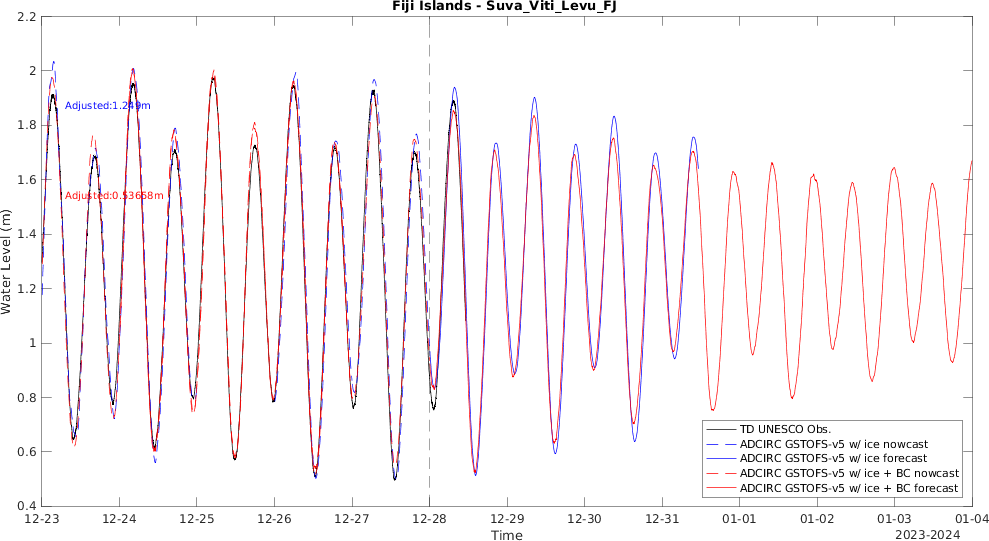 Fiji Islands - Suva_Viti_Levu_FJ
2.2
2
1.8
1.6
1.4
1.2
1
0.8
0.6
0.4
Water Level (m)
Adjusted:1.249m
Adjusted:0.53668m
TD UNESCO Obs.
ADCIRC GSTOFS-v5 w/ ice nowcast
ADCIRC GSTOFS-v5 w/ ice forecast
ADCIRC GSTOFS-v5 w/ ice + BC nowcast
ADCIRC GSTOFS-v5 w/ ice + BC forecast
12-23 12-24 12-25 12-26 12-27 12-28 12-29 12-30 12-31 01-01 01-02 01-03 01-04
Time
2023-2024